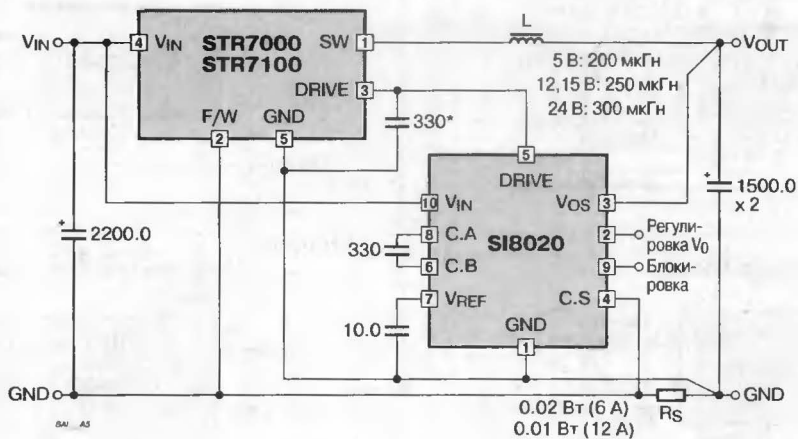 VIN
4
VIN
STR7000
STR7100
SW
1
L
VOUT
5 В: 200 мкГн
12,15 В: 250 мкГн
24 В: 300 мкГн
DRIVE
3
F/W
GND
2
5
330*
5
DRIVE
+
2200.0
10
VIN
VOS
3
+
1500.0
x 2
8
C.A
SI8020
2
Регули-
ровка V0
330
6
C.B
9
Блоки-
ровка
7
VREF
C.S
4
10.0
GND
1
GND
GND
0.02 Вт (6 А)
0.01 Вт (12 А)
RS